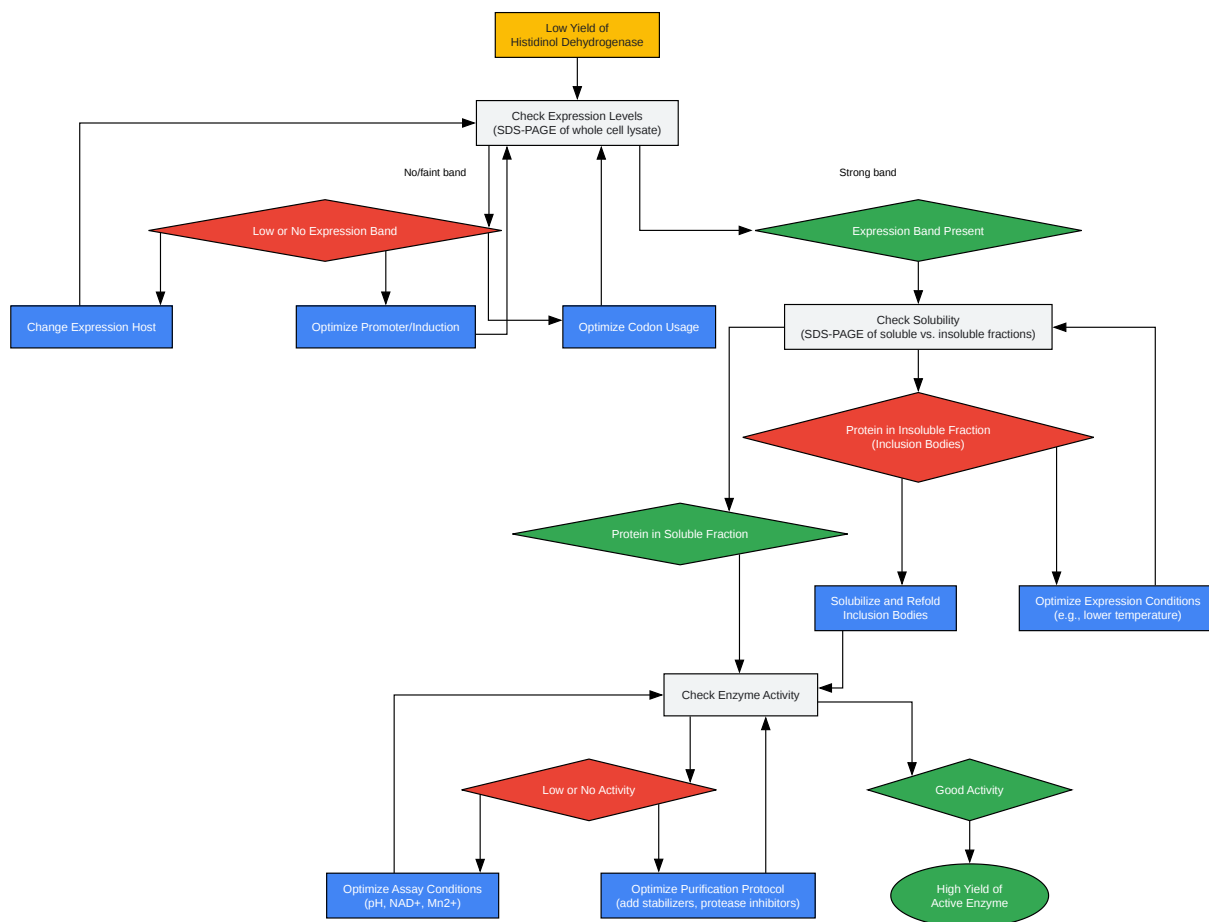 Low Yield of
Histidinol Dehydrogenase
Check Expression Levels
(SDS-PAGE of whole cell lysate)
No/faint band
Strong band
Low or No Expression Band
Expression Band Present
Change Expression Host
Optimize Promoter/Induction
Optimize Codon Usage
Check Solubility
(SDS-PAGE of soluble vs. insoluble fractions)
Protein in Insoluble Fraction
(Inclusion Bodies)
Protein in Soluble Fraction
Solubilize and Refold
Inclusion Bodies
Optimize Expression Conditions
(e.g., lower temperature)
Check Enzyme Activity
Low or No Activity
Good Activity
Optimize Assay Conditions
(pH, NAD+, Mn2+)
Optimize Purification Protocol
(add stabilizers, protease inhibitors)
High Yield of
Active Enzyme